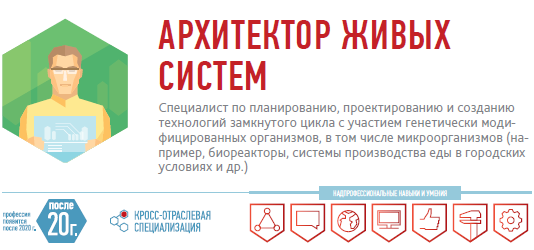 АРХИТЕКТОР ЖИВЫХ
СИСТЕМ
Специалист по планированию, проектированию и созданию
технологий замкнутого цикла с участием генетически моди-
фицированных организмов, в том числе микроорганизмов (на-
пример, биореакторы, системы производства еды в городских
условиях и др.)
НАДПРОФЕССИОНАЛЬНЫЕ НАВЫКИ И УМЕНИЯ
профессия
появится
после 2020 г.
после
20г.
КРОСС-ОТРАСЛЕВАЯ
СПЕЦИАЛИЗАЦИЯ